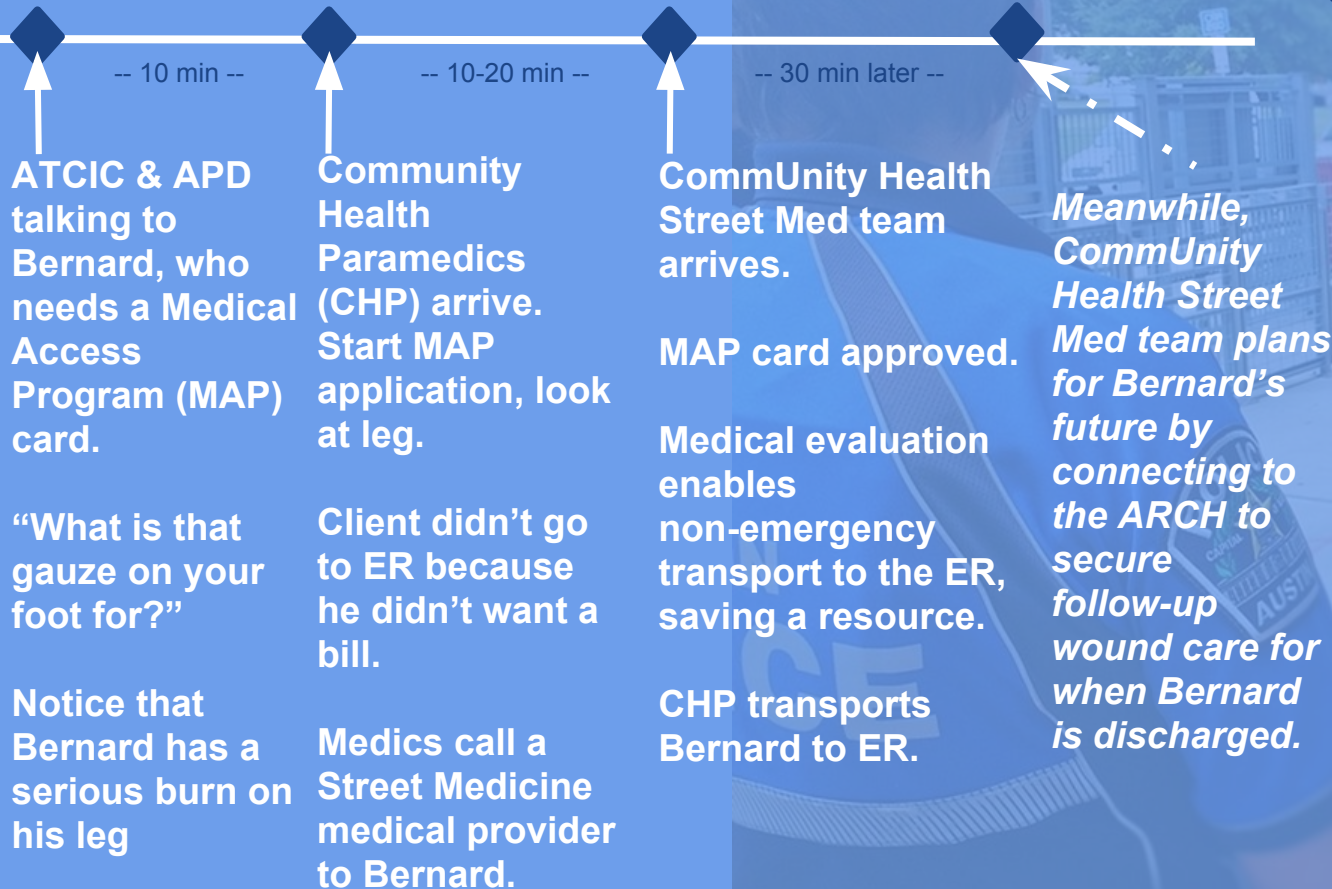 -- 10 min --
-- 10-20 min --
-- 30 min later --
ATCIC & APD
talking to
Bernard, who
needs a Medical
Access
Program (MAP)
card.
“What is that
gauze on your
foot for?”
Notice that
Bernard has a
serious burn on
his leg
Community
Health
Paramedics
(CHP) arrive.
Start MAP
application, look
at leg.
Client didn’t go
to ER because
he didn’t want a
bill.
Medics call a
Street Medicine
medical provider
to Bernard.
CommUnity Health
Street Med team
arrives.
MAP card approved.
Medical evaluation
enables
non-emergency
transport to the ER,
saving a resource.
CHP transports
Bernard to ER.
Meanwhile,
CommUnity
Health Street
Med team plans
for Bernard’s
future by
connecting to
the ARCH to
secure
follow-up
wound care for
when Bernard
is discharged.